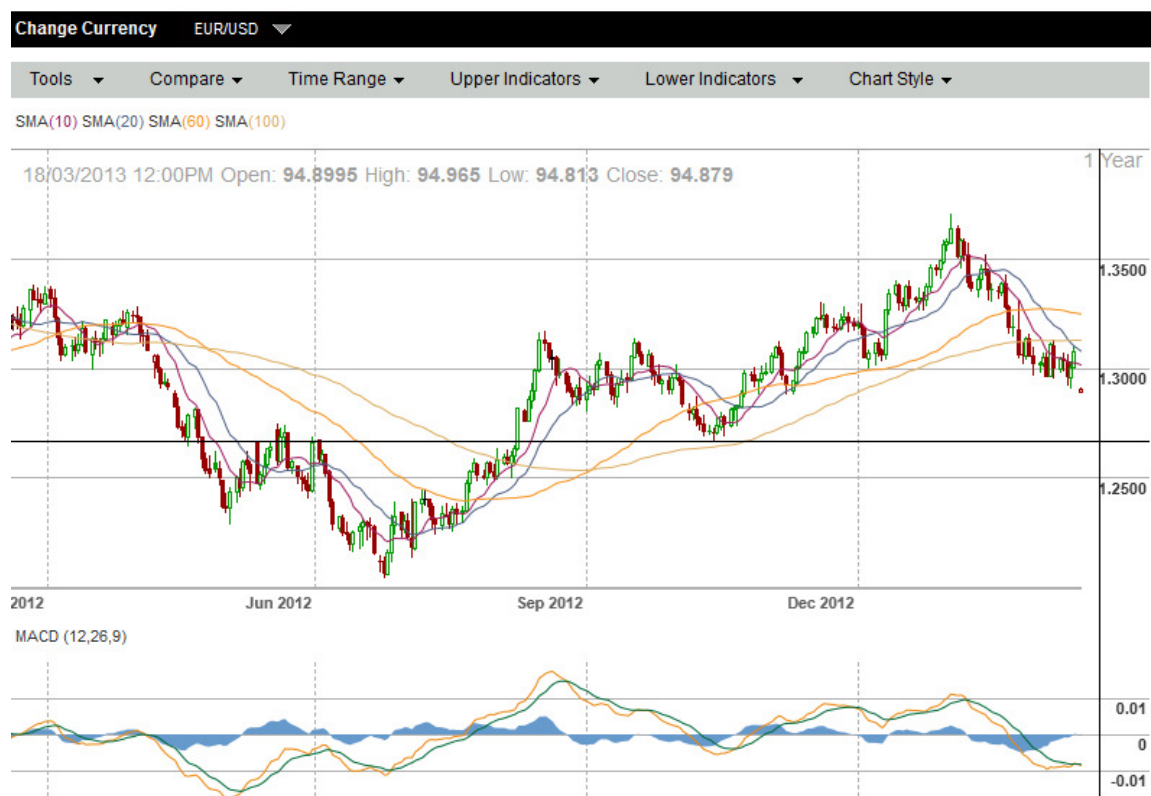 Change Currency EUR/USD
Tools Compare Time Range Upper Indicators Lower Indicators Chart Style
SMA(10) SMA(20) SMA(60) SMA(100)
1 Year
18/03/2013 12:00PM Open: 94.8995 High: 94.965 Low: 94.813 Close: 94.879
1.3500
1.3000
1.2500
2012 Jun 2012 Sep 2012 Dec 2012
MACD (12,26,9)
0.01
0
-0.01